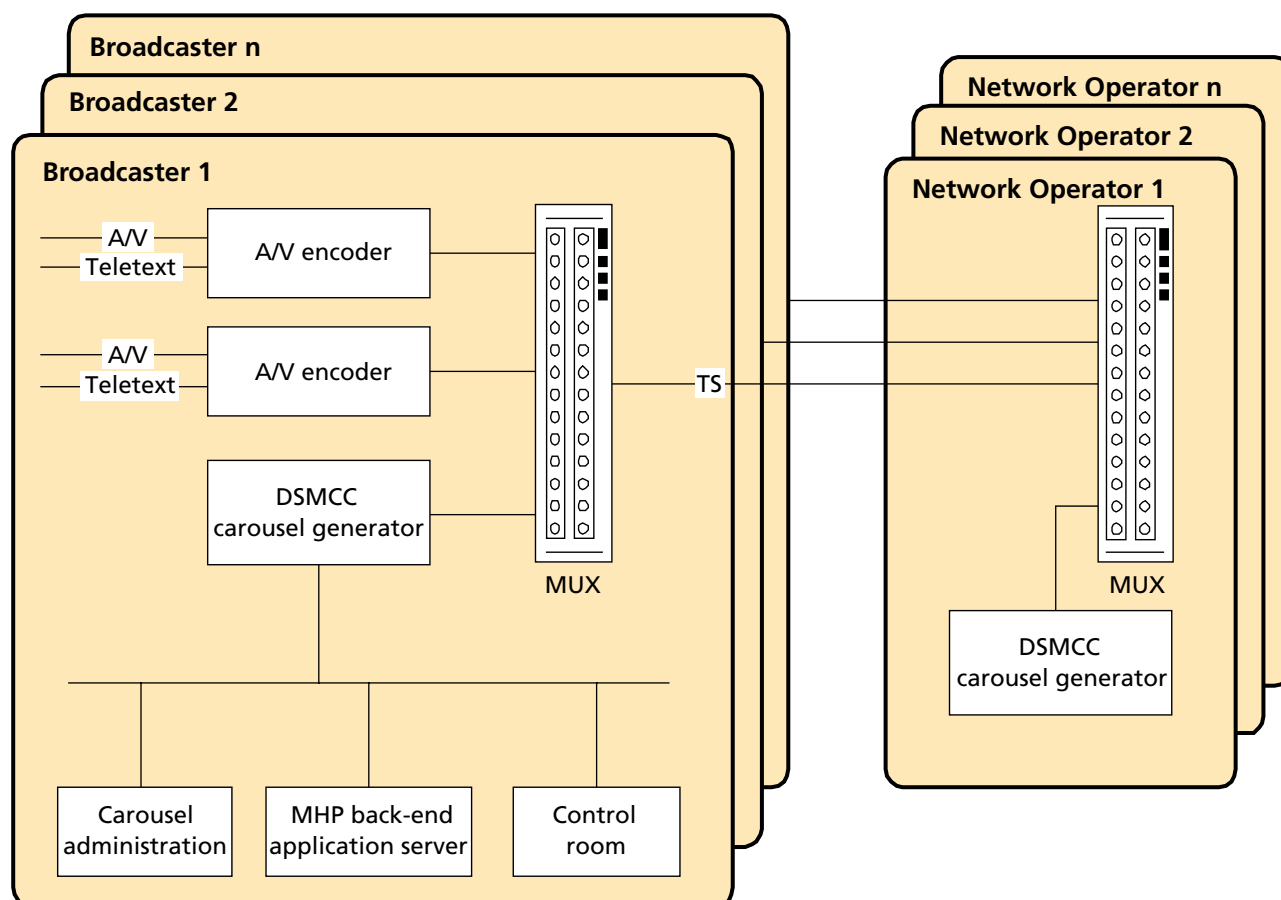 Broadcaster n
Broadcaster 2
Broadcaster 1
A/V
Teletext
A/V encoder
A/V
Teletext
A/V encoder
DSMCC
carousel generator
MUX
TS
Carousel
administration
MHP back-end
application server
Control
room
Network Operator n
Network Operator 2
Network Operator 1
MUX
DSMCC
carousel generator